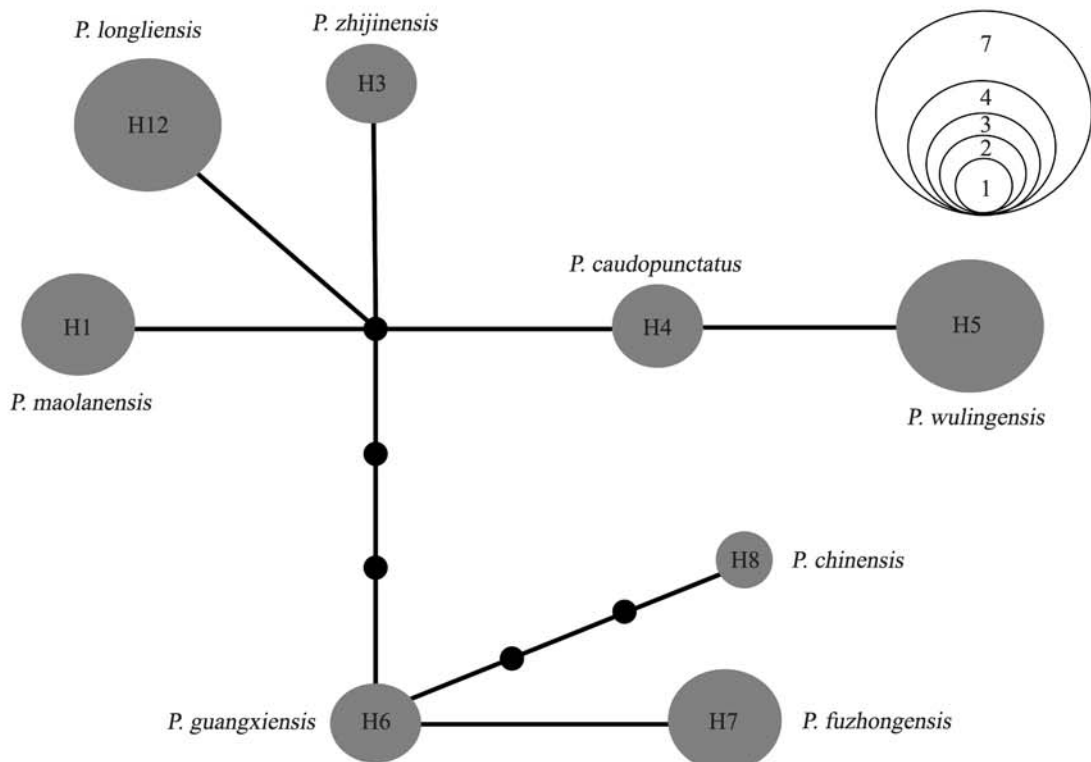 P. longliensis
P. zhijinensis
H12
H3
7
4
3
2
1
P. caudopunctatus
H1
H4
H5
P. maolanensis
P. wulingensis
H8
P. chinensis
P. guangxiensis
H6
H7
P. fuzhongensis